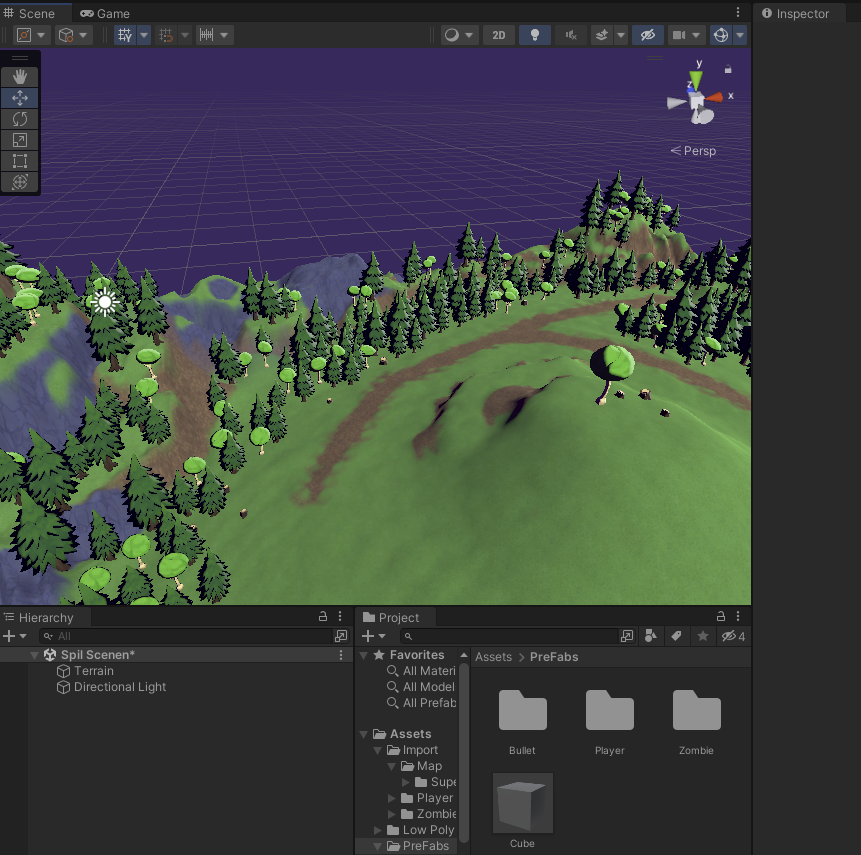 Scene
Game
Inspector
2D
y
z
x
Persp
Hierarchy
Project
All
4
Spil Scenen*
Terrain
Directional Light
Favorites
All Materi
All Model
All Prefab
Assets
Import
Map
Supe
Player
Zombie
Low Poly
PreFabs
Assets > PreFabs
Bullet
Player
Zombie
Cube